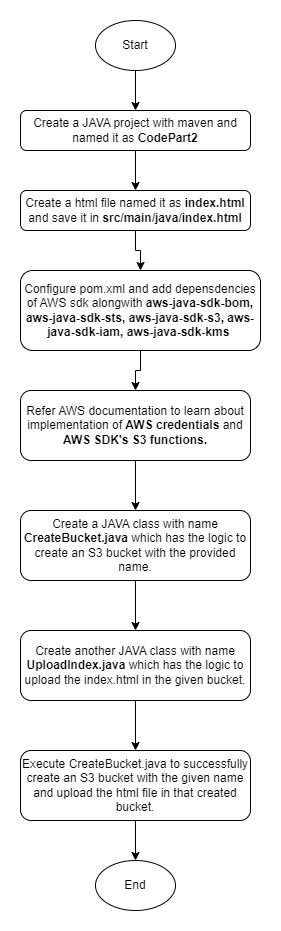 Start
Create a JAVA project with maven and
named it as CodePart2
Create a html file named it as index.html
and save it in src/main/java/index.html
Configure pom.xml and add depensdencies
of AWS sdk alongwith aws-java-sdk-bom,
aws-java-sdk-sts, aws-java-sdk-s3, aws-
java-sdk-iam, aws-java-sdk-kms
Refer AWS documentation to learn about
implementation of AWS credentials and
AWS SDK's S3 functions.
Create a JAVA class with name
CreateBucket.java which has the logic to
create an S3 bucket with the provided
name.
Create another JAVA class with name
UploadIndex.java which has the logic to
upload the index.html in the given bucket.
Execute CreateBucket.java to successfully
create an S3 bucket with the given name
and upload the html file in that created
bucket.
End